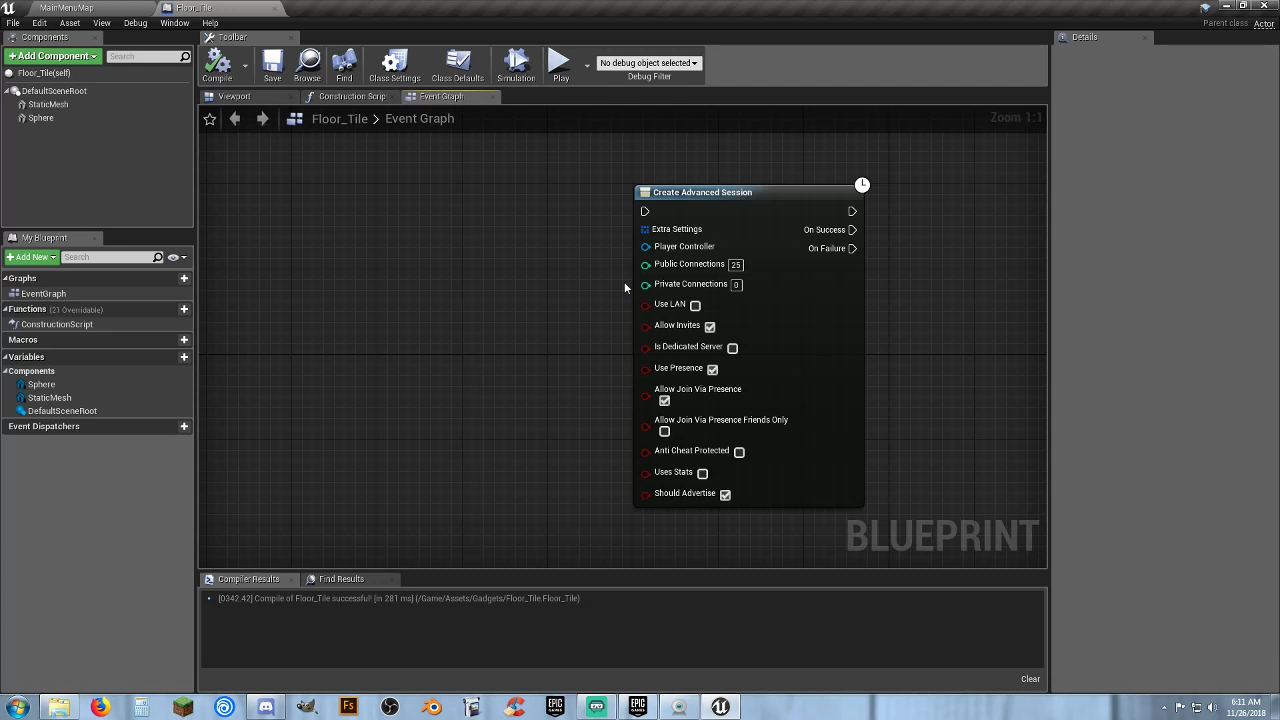 MainMenuMap
Floor_Tile
File Edit Asset View Debug Window Help
Parent class: Actor
Components
Toolbar
Details
+ Add Component
Search
Floor_Tile(self)
DefaultSceneRoot
StaticMesh
Sphere
Compile
Save
Browse
Find
Class Settings
Class Defaults
Simulation
Play
No debug object selected
Debug Filter
Viewport
Construction Scrip
Event Graph
Floor_Tile > Event Graph
Zoom 1:1
My Blueprint
+ Add New
Search
Graphs
EventGraph
Functions (21 Overridable)
ConstructionScript
Macros
Variables
Components
Sphere
StaticMesh
DefaultSceneRoot
Event Dispatchers
Create Advanced Session
Extra Settings
On Success
Player Controller
On Failure
Public Connections 25
Private Connections 0
Use LAN
Allow Invites
Is Dedicated Server
Use Presence
Allow Join Via Presence
Allow Join Via Presence Friends Only
Anti Cheat Protected
Uses Stats
Should Advertise
BLUEPRINT
Compiler Results
Find Results
[0342.42] Compile of Floor_Tile successful! [in 281 ms] (/Game/Assets/Gadgets/Floor_Tile.Floor_Tile)
Clear
Fs
EPIC GAMES
EPIC GAMES
6:11 AM
11/26/2018